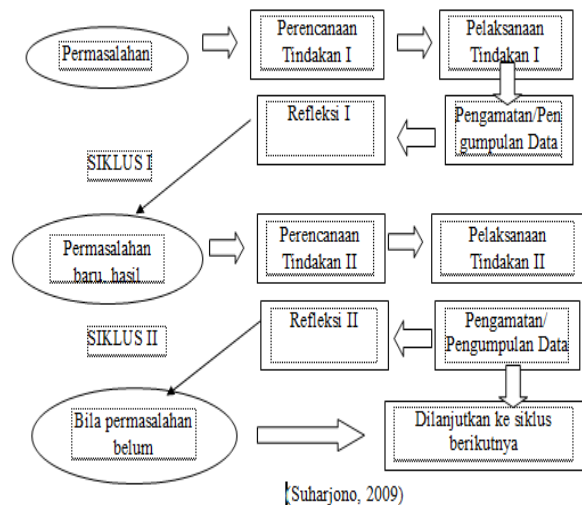 Permasalahan
Perencanaan
Tindakan I
Pelaksanaan
Tindakan I
Pengamatan/Pen
gumpulan Data
Refleksi I
SIKLUS I
Permasalahan
baru, hasil
Perencanaan
Tindakan II
Pelaksanaan
Tindakan II
Pengamatan/
Pengumpulan Data
Refleksi II
SIKLUS II
Bila permasalahan
belum
Dilanjutkan ke siklus
berikutnya
(Suharjono, 2009)